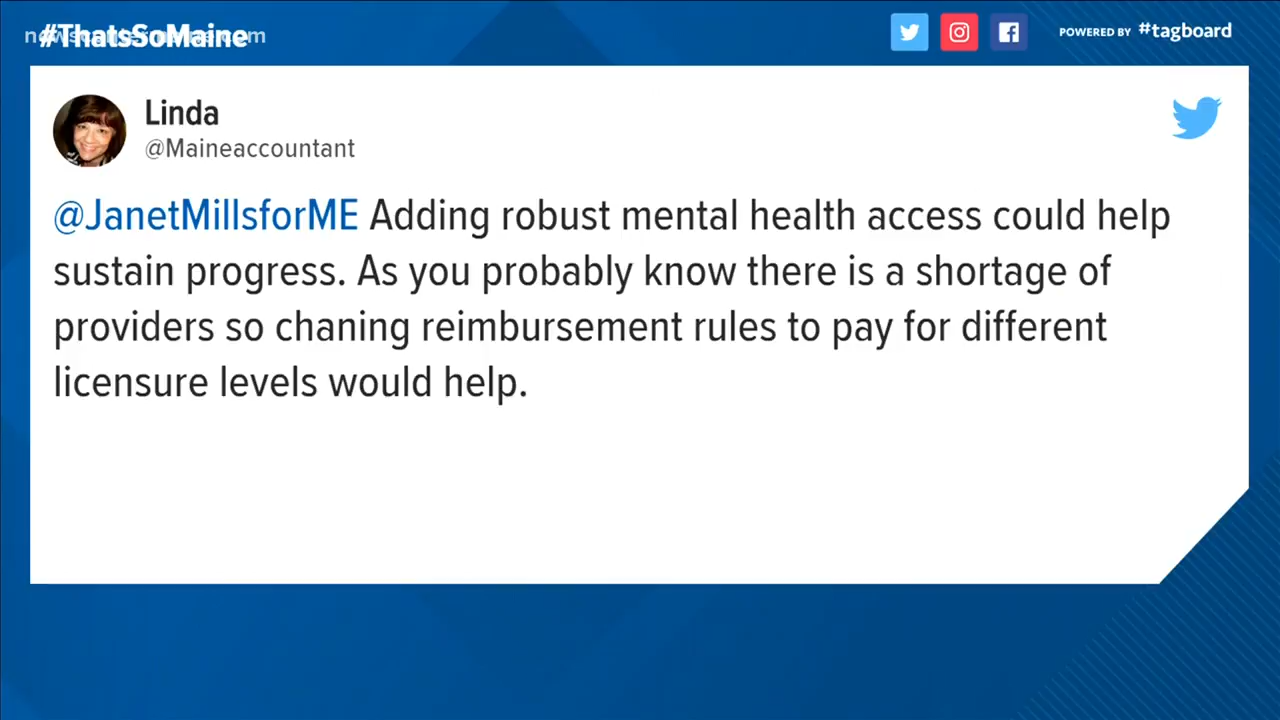 #ThatsSoMaine
POWERED BY #tagboard
Linda
@Maineaccountant
@JanetMillsforME Adding robust mental health access could help
sustain progress. As you probably know there is a shortage of
providers so chaning reimbursement rules to pay for different
licensure levels would help.